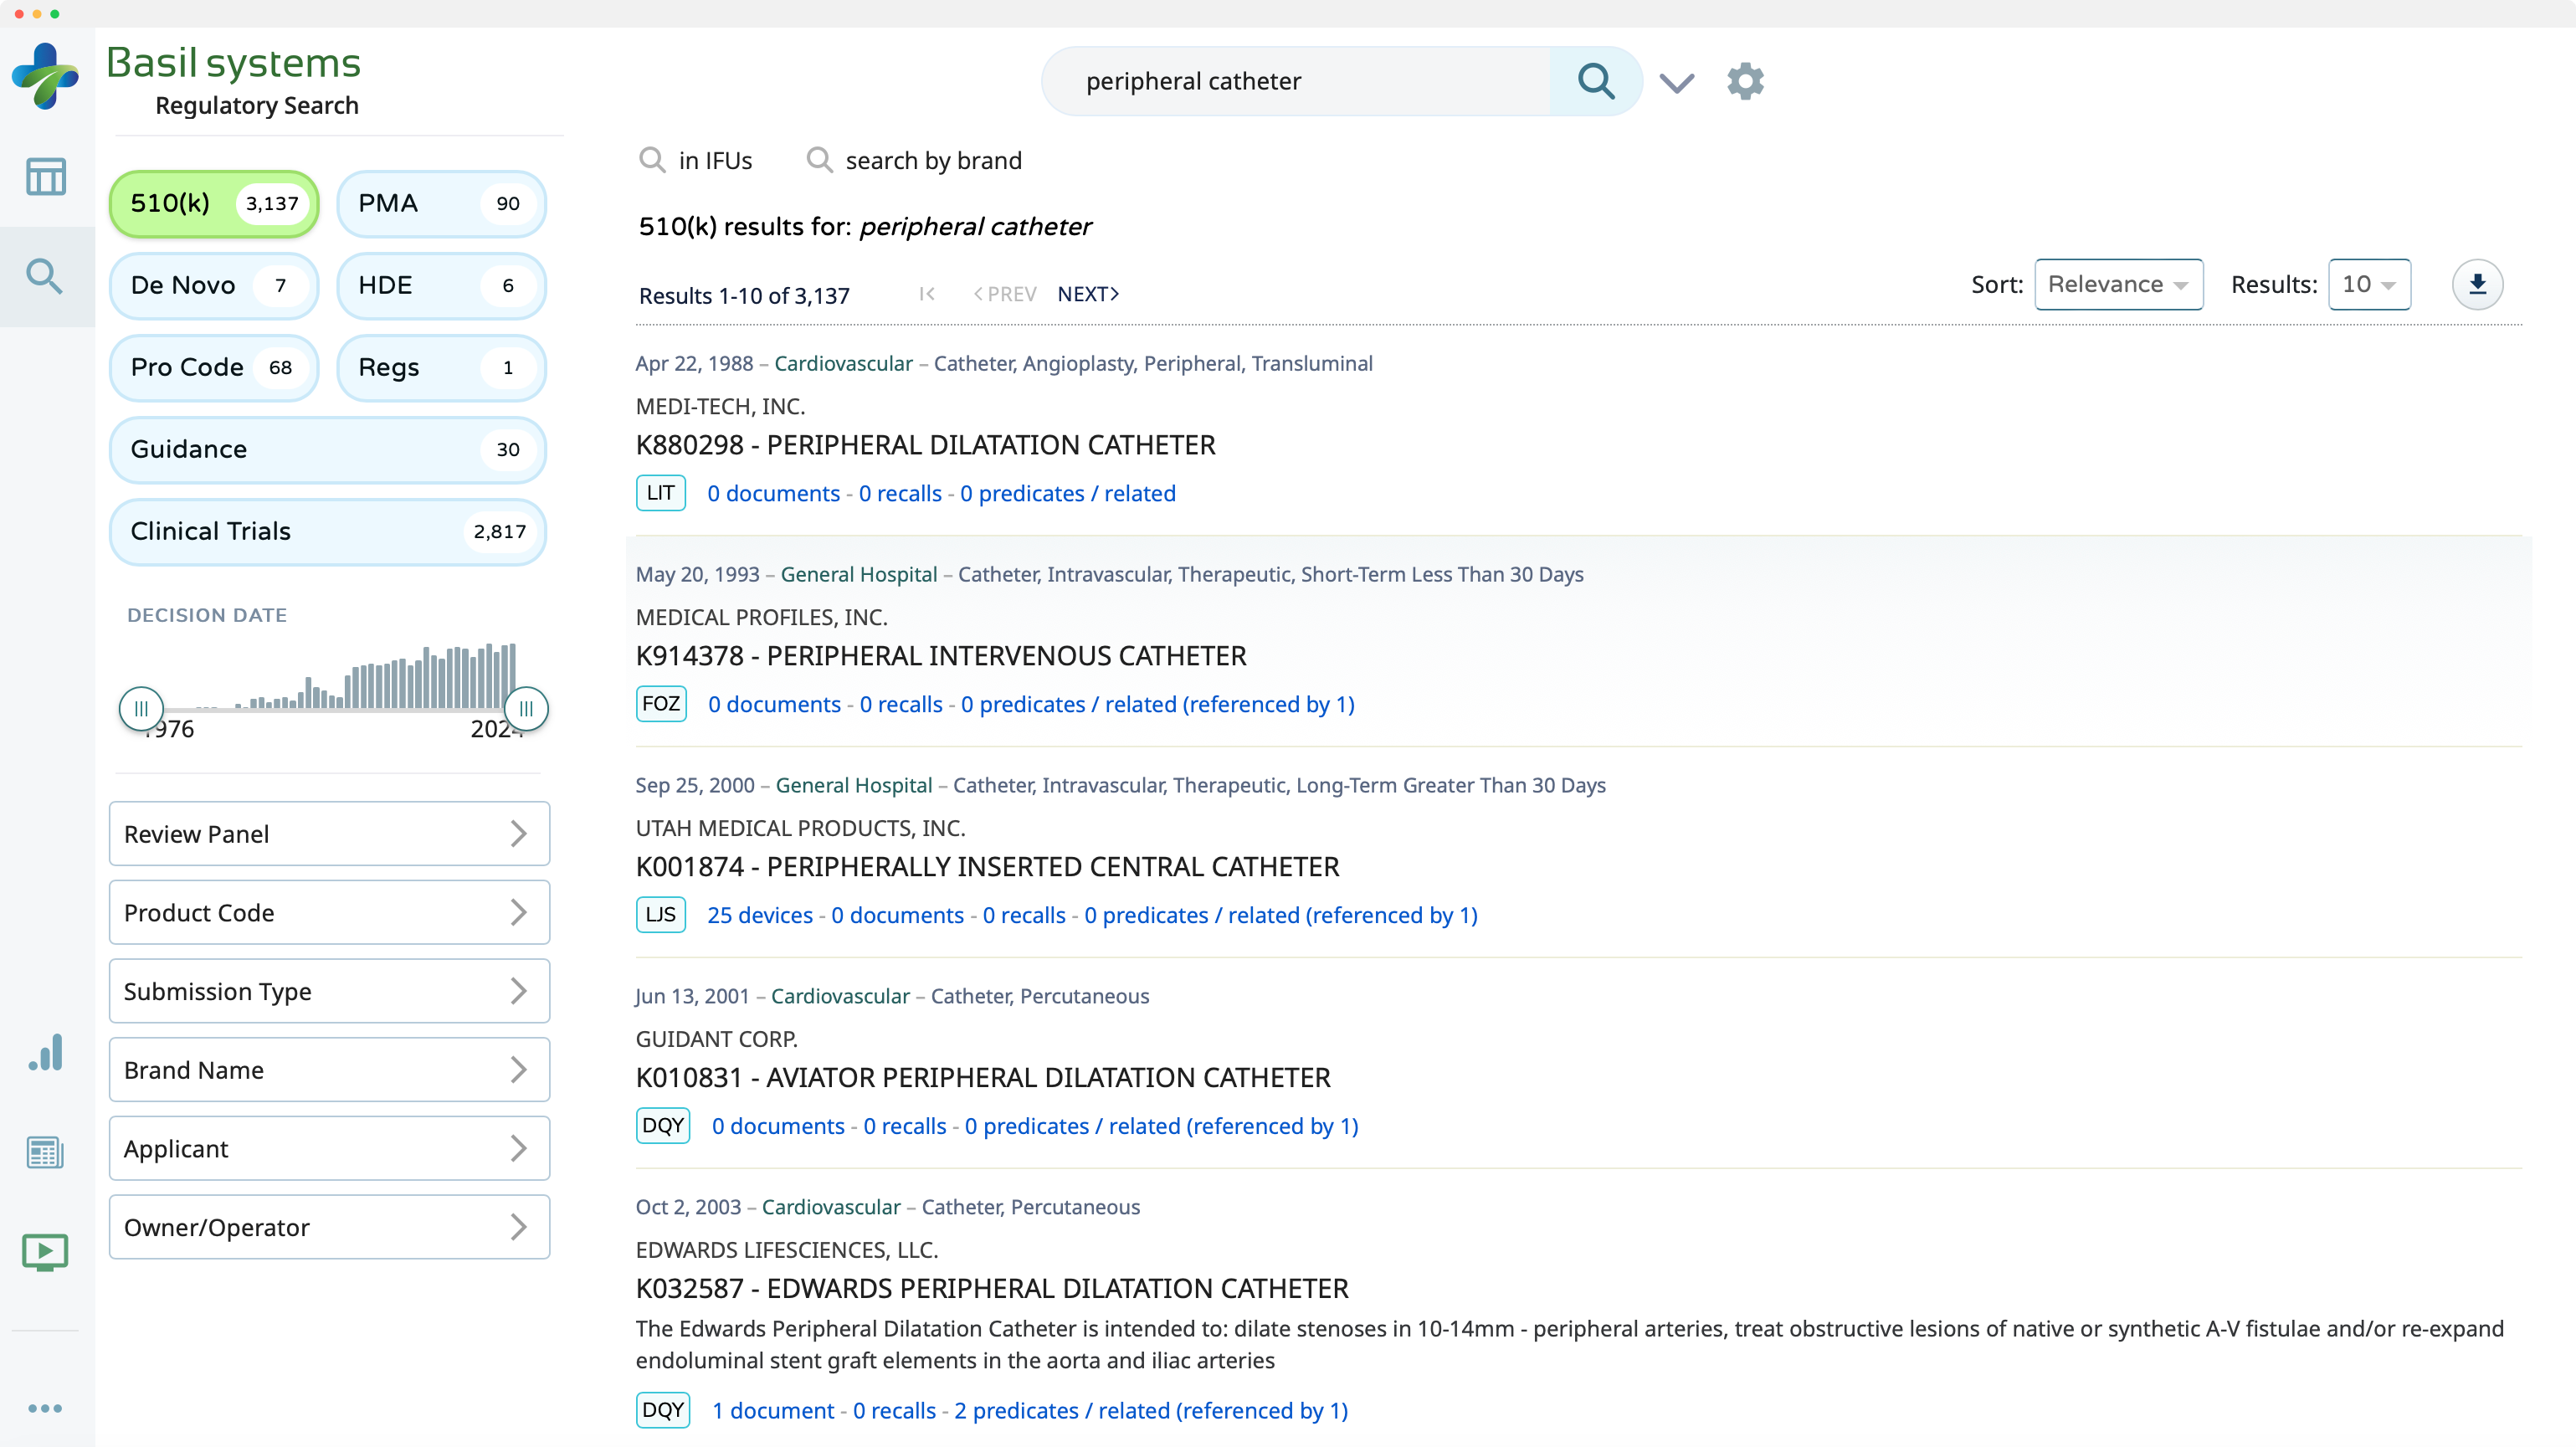 Basil systems
Regulatory Search
peripheral catheter
510(k) 3,137
PMA 90
De Novo 7
HDE 6
Pro Code 68
Regs 1
Guidance 30
Clinical Trials 2,817
DECISION DATE
1976
2024
Review Panel
Product Code
Submission Type
Brand Name
Applicant
Owner/Operator
in IFUs
search by brand
510(k) results for: peripheral catheter
Results 1-10 of 3,137
PREV
NEXT
Sort: Relevance
Results: 10
Apr 22, 1988 – Cardiovascular – Catheter, Angioplasty, Peripheral, Transluminal
MEDI-TECH, INC.
K880298 - PERIPHERAL DILATATION CATHETER
LIT 0 documents - 0 recalls - 0 predicates / related
May 20, 1993 – General Hospital – Catheter, Intravascular, Therapeutic, Short-Term Less Than 30 Days
MEDICAL PROFILES, INC.
K914378 - PERIPHERAL INTERVENOUS CATHETER
FOZ 0 documents - 0 recalls - 0 predicates / related (referenced by 1)
Sep 25, 2000 – General Hospital – Catheter, Intravascular, Therapeutic, Long-Term Greater Than 30 Days
UTAH MEDICAL PRODUCTS, INC.
K001874 - PERIPHERALLY INSERTED CENTRAL CATHETER
LJS 25 devices - 0 documents - 0 recalls - 0 predicates / related (referenced by 1)
Jun 13, 2001 – Cardiovascular – Catheter, Percutaneous
GUIDANT CORP.
K010831 - AVIATOR PERIPHERAL DILATATION CATHETER
DQY 0 documents - 0 recalls - 0 predicates / related (referenced by 1)
Oct 2, 2003 – Cardiovascular – Catheter, Percutaneous
EDWARDS LIFESCIENCES, LLC.
K032587 - EDWARDS PERIPHERAL DILATATION CATHETER
The Edwards Peripheral Dilatation Catheter is intended to: dilate stenoses in 10-14mm - peripheral arteries, treat obstructive lesions of native or synthetic A-V fistulae and/or re-expand
endoluminal stent graft elements in the aorta and iliac arteries
DQY 1 document - 0 recalls - 2 predicates / related (referenced by 1)